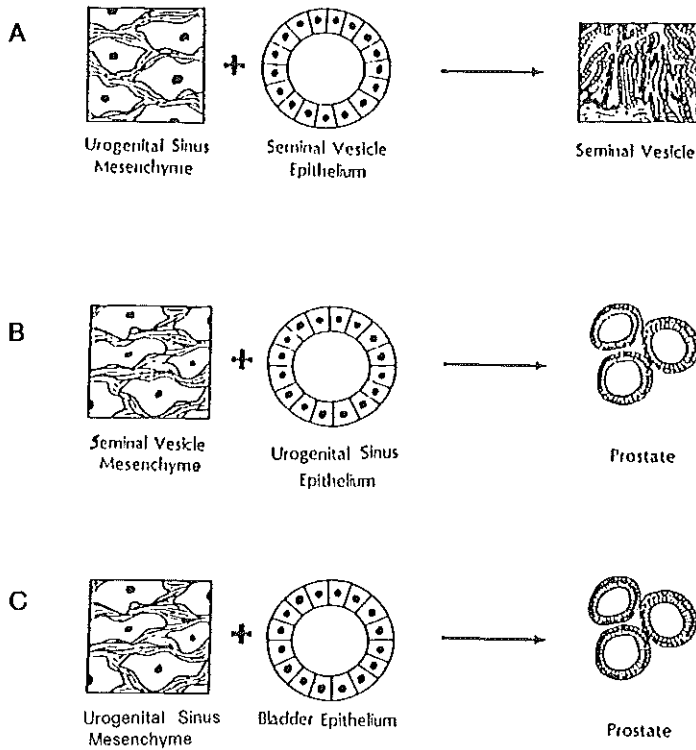 A
Urogenital Sinus
Mesenchyme
Seminal Vesicle
Epithelium
Seminal Vesicle
B
Seminal Vesicle
Mesenchyme
Urogenital Sinus
Epithelium
Prostate
C
Urogenital Sinus
Mesenchyme
Bladder Epithelium
Prostate